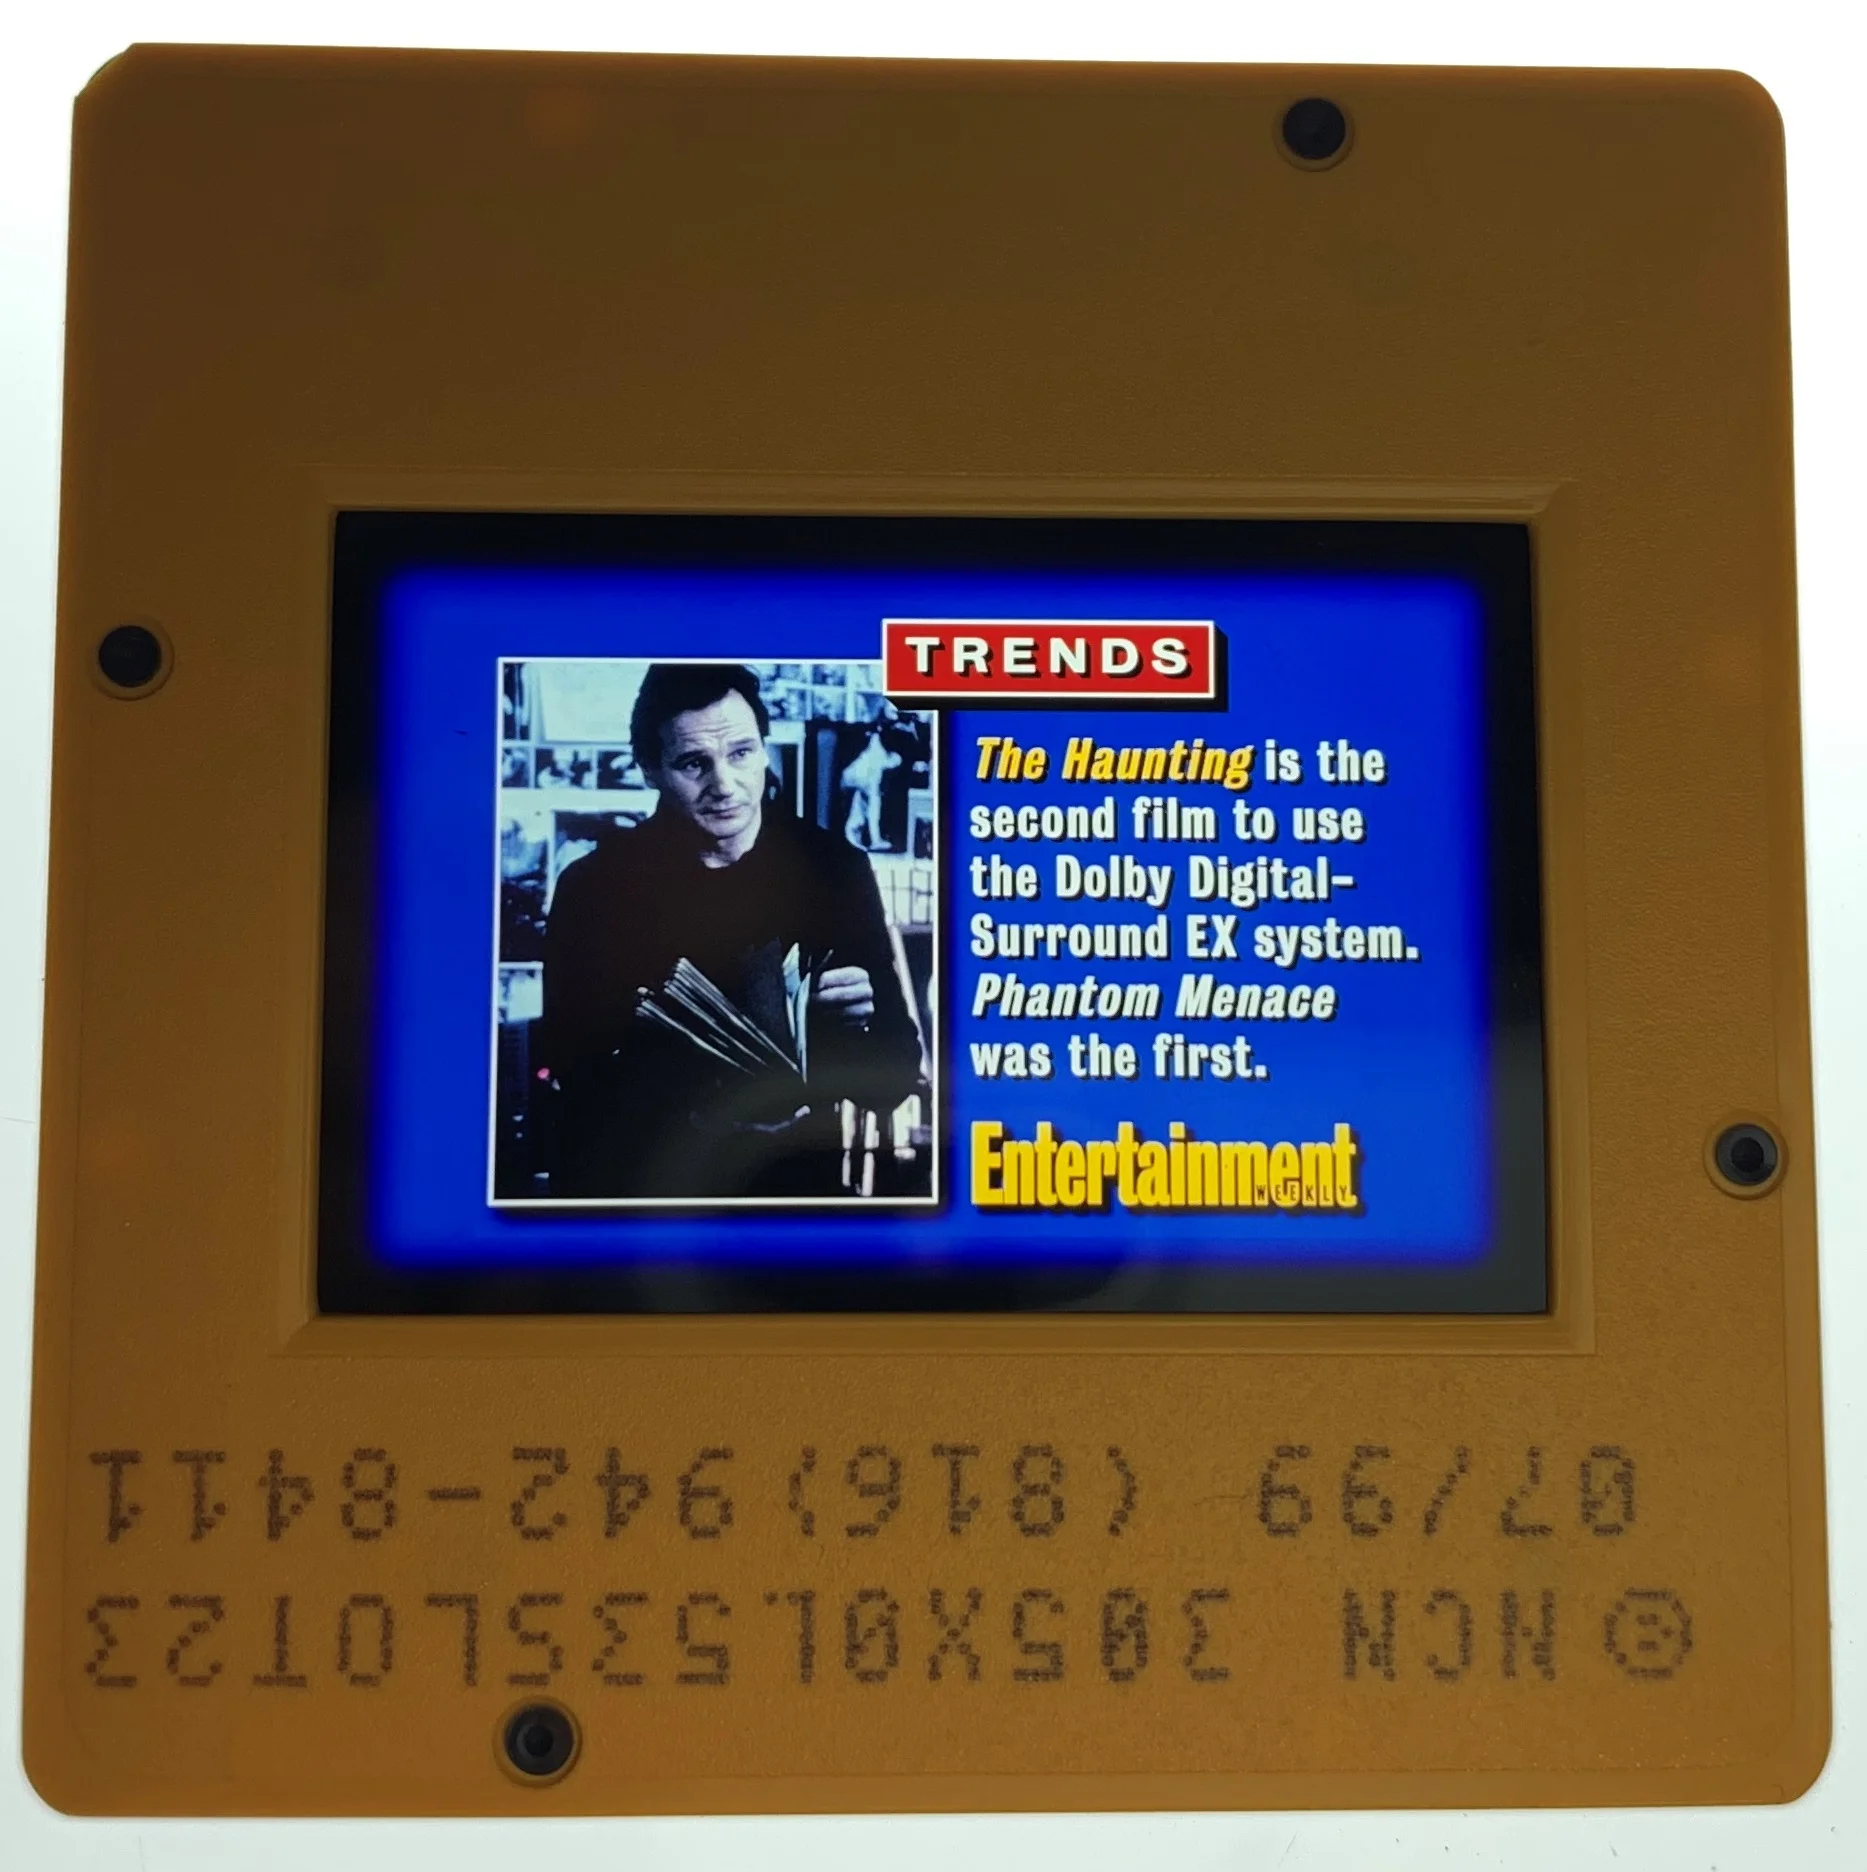 TRENDS
The Haunting is the
second film to use
the Dolby Digital-
Surround EX system.
Phantom Menace
was the first.
Entertainment
WEEKLY
NCN
07/99 (816) 942-8411